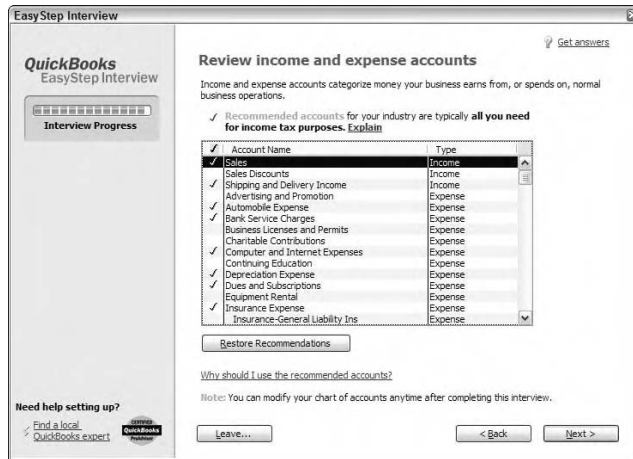 EasyStep Interview
Get answers
QuickBooks
EasyStep Interview
Interview Progress
Review income and expense accounts
Income and expense accounts categorize money your business earns from, or spends on, normal
business operations.
✓ Recommended accounts for your industry are typically all you need
for income tax purposes. Explain
✓ Account Name Type
✓ Sales Income
Sales Discounts Income
✓ Shipping and Delivery Income Income
Advertising and Promotion Expense
✓ Automobile Expense Expense
✓ Bank Service Charges Expense
Business Licenses and Permits Expense
Charitable Contributions Expense
✓ Computer and Internet Expenses Expense
Continuing Education Expense
✓ Depreciation Expense Expense
✓ Dues and Subscriptions Expense
Equipment Rental Expense
✓ Insurance Expense Expense
Insurance-General Liability Ins Expense
Restore Recommendations
Why should I use the recommended accounts?
Note: You can modify your chart of accounts anytime after completing this interview.
Need help setting up?
Find a local
QuickBooks expert
CERTIFIED
QuickBooks
ProAdvisor
Leave...
< Back
Next >